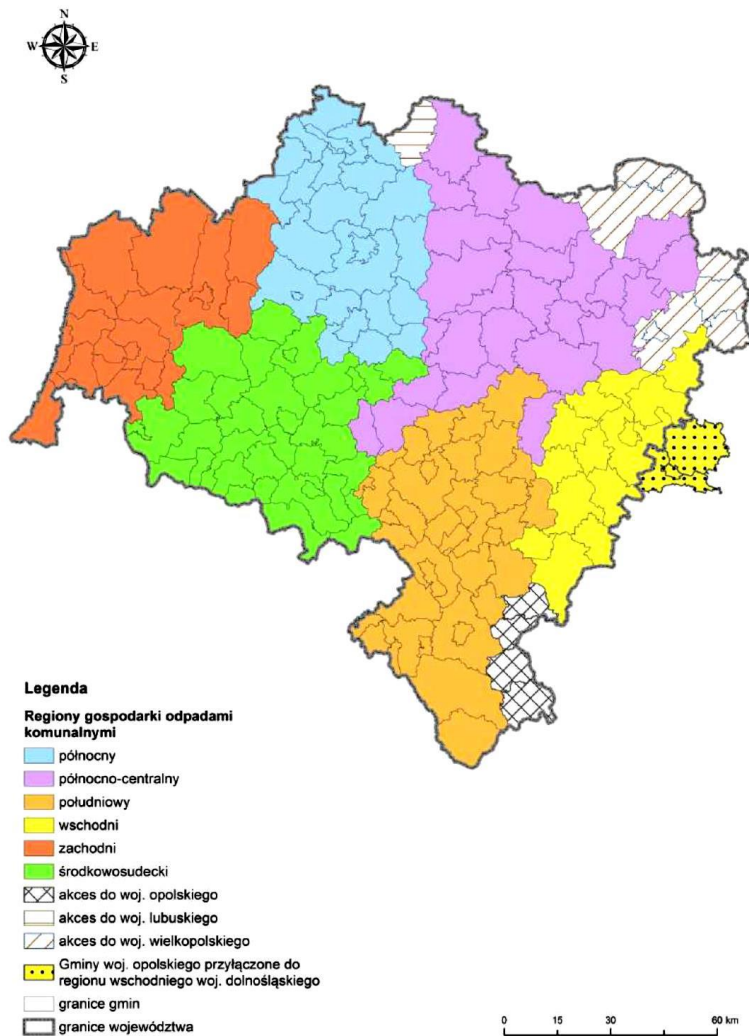 N
W E
S
Legenda
Regiony gospodarki odpadami
komunalnymi
północny
północno-centralny
południowy
wschodni
zachodni
środkowosudecki
akces do woj. opolskiego
akces do woj. lubuskiego
akces do woj. wielkopolskiego
Gminy woj. opolskiego przyłączone do
regionu wschodniego woj. dolnośląskiego
granice gmin
granice województwa
0 15 30 60 km